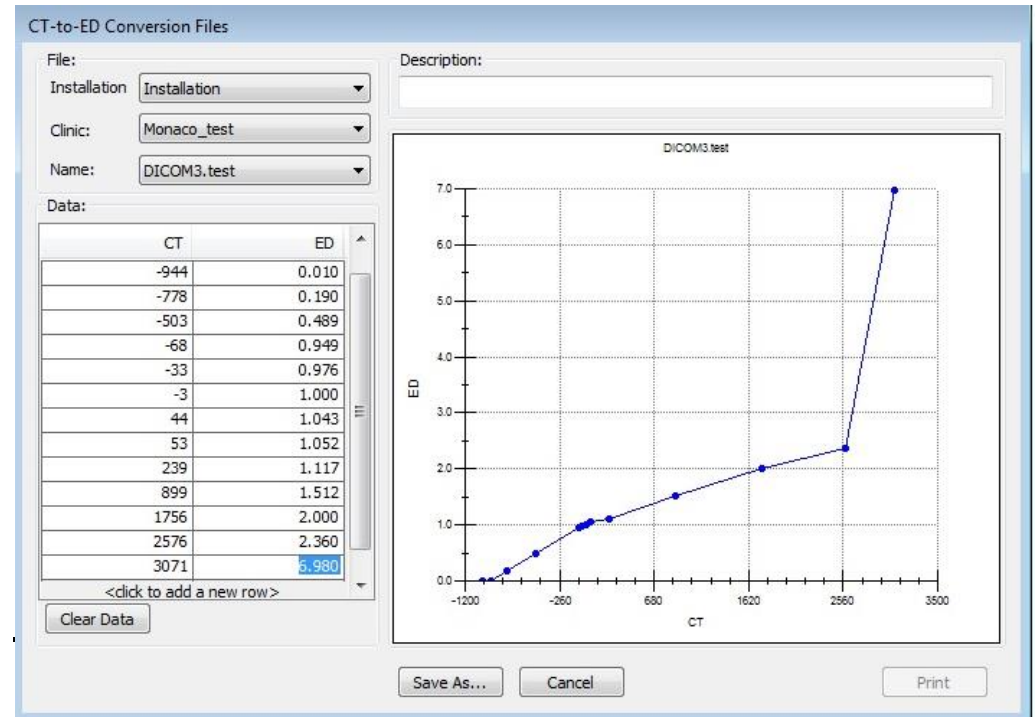 CT-to-ED Conversion Files
File:
Installation Installation
Clinic: Monaco_test
Name: DICOM3.test
Data:
CT ED
-944 0.010
-778 0.190
-503 0.489
-68 0.949
-33 0.976
-3 1.000
44 1.043
53 1.052
239 1.117
899 1.512
1756 2.000
2576 2.360
3071 6.980
<click to add a new row>
Clear Data
Description:
DICOM3.test
7.0
6.0
5.0
4.0
3.0
2.0
1.0
0.0
ED
-1200 -260 680 1620 2560 3500
CT
Save As... Cancel Print